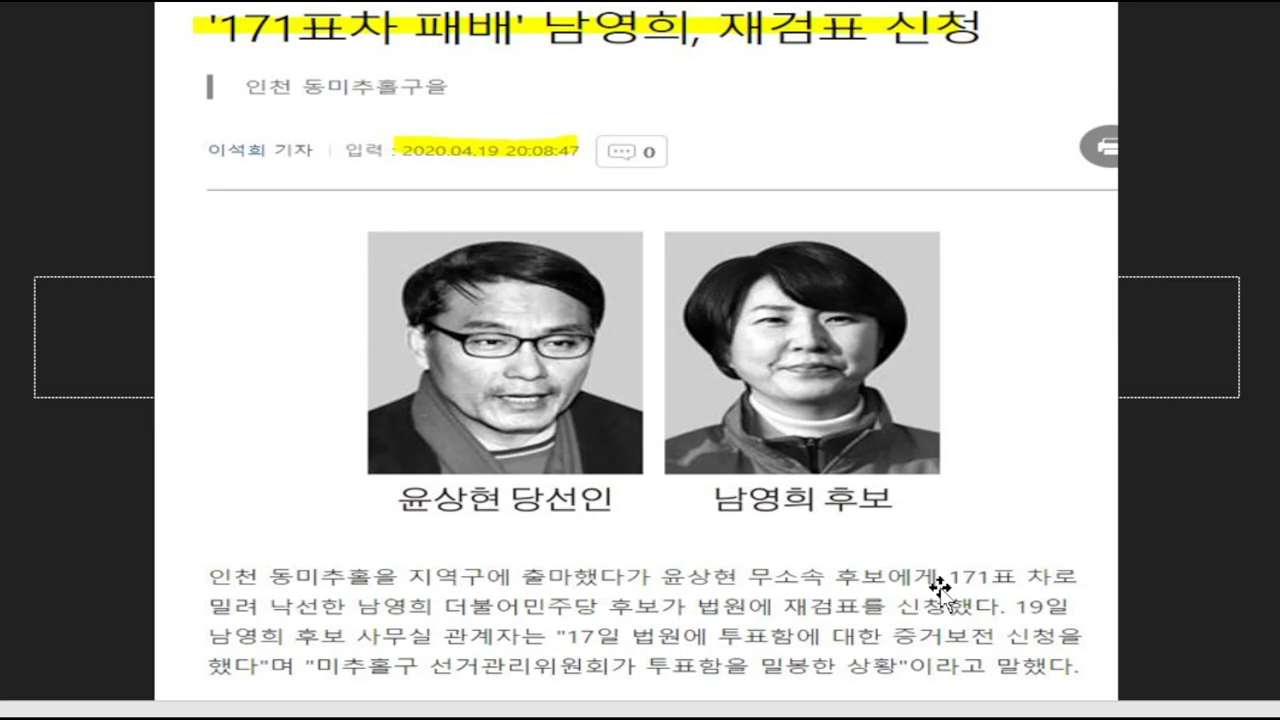 '171표차 패배' 남영희, 재검표 신청
인천 동미추홀구을
이석희 기자 | 입력 : 2020.04.19 20:08:47 0
윤상현 당선인 남영희 후보
인천 동미추홀을 지역구에 출마했다가 윤상현 무소속 후보에게 171표 차로
밀려 낙선한 남영희 더불어민주당 후보가 법원에 재검표를 신청했다. 19일
남영희 후보 사무실 관계자는 "17일 법원에 투표함에 대한 증거보전 신청을
했다"며 "미추홀구 선거관리위원회가 투표함을 밀봉한 상황"이라고 말했다.